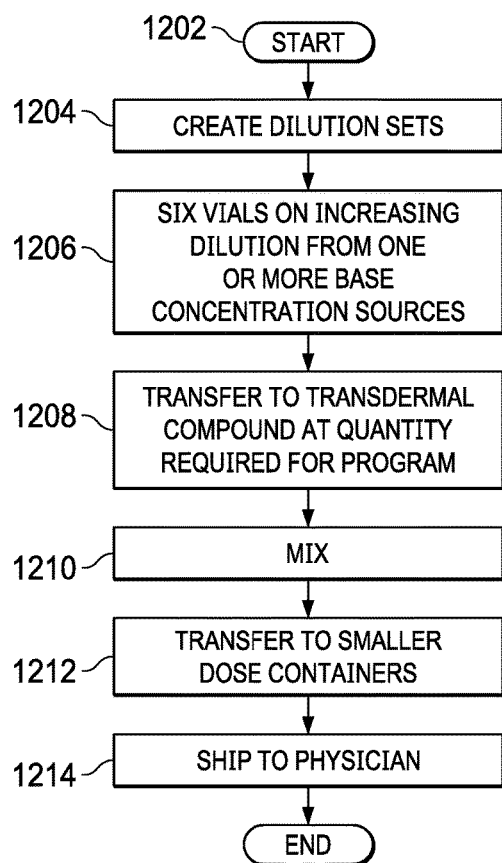 1202
START
1204
CREATE DILUTION SETS
1206
SIX VIALS ON INCREASING
DILUTION FROM ONE
OR MORE BASE
CONCENTRATION SOURCES
1208
TRANSFER TO TRANSDERMAL
COMPOUND AT QUANTITY
REQUIRED FOR PROGRAM
1210
MIX
1212
TRANSFER TO SMALLER
DOSE CONTAINERS
1214
SHIP TO PHYSICIAN
END